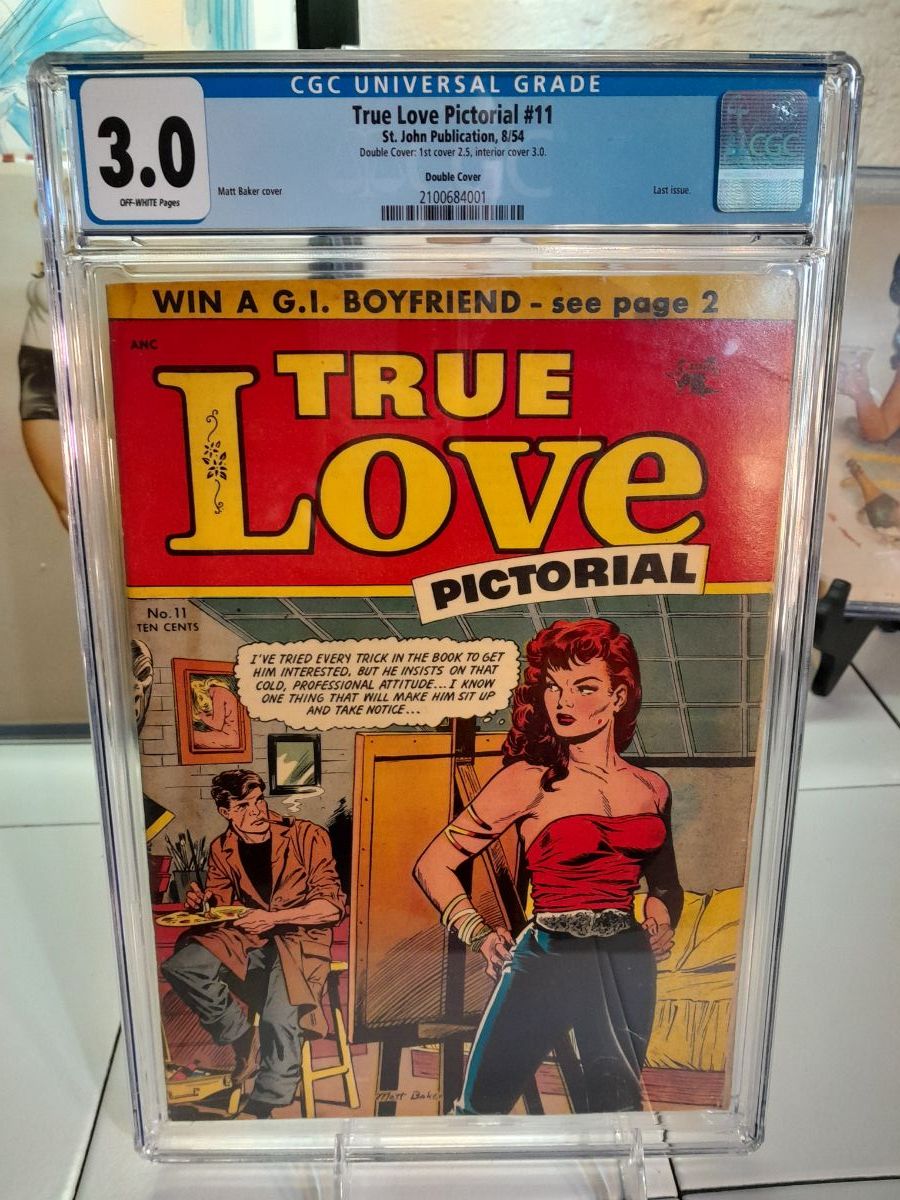 CGC UNIVERSAL GRADE
3.0
OFF-WHITE Pages
True Love Pictorial #11
St. John Publication, 8/54
Double Cover: 1st cover 2.5, interior cover 3.0.
Double Cover
Matt Baker cover
Last issue.
2100684001
CGC
WIN A G.I. BOYFRIEND - see page 2
ANC
TRUE
Love
PICTORIAL
No. 11
TEN CENTS
I'VE TRIED EVERY TRICK IN THE BOOK TO GET
HIM INTERESTED, BUT HE INSISTS ON THAT
COLD, PROFESSIONAL ATTITUDE...I KNOW
ONE THING THAT WILL MAKE HIM SIT UP
AND TAKE NOTICE...
Matt Baker